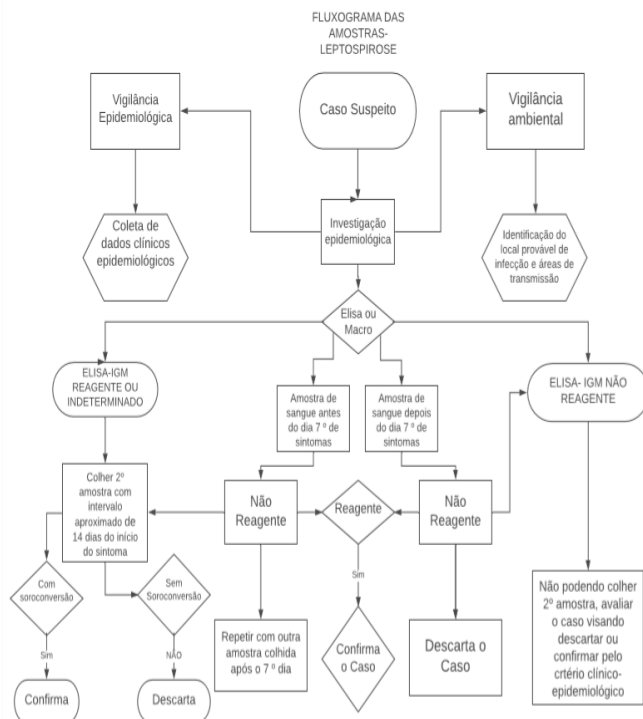 FLUXOGRAMA DAS
AMOSTRAS-
LEPTOSPIROSE
Vigilância
Epidemiológica
Caso Suspeito
Vigilância
ambiental
Coleta de
dados clínicos
epidemiológicos
Investigação
epidemiológica
Identificação do
local provável de
infecção e áreas de
transmissão
Elisa ou
Macro
ELISA-IGM
REAGENTE OU
INDETERMINADO
Amostra de
sangue antes
do dia 7 º de
sintomas
Amostra de
sangue depois
do dia 7 º de
sintomas
ELISA- IGM NÃO
REAGENTE
Colher 2º
amostra com
intervalo
aproximado de
14 dias do início
do sintoma
Não
Reagente
Reagente
Não
Reagente
Com
soroconversão
Sem
Soroconversão
Sim
NÃO
Sim
Confirma
Descarta
Repetir com outra
amostra colhida
após o 7 º dia
Confirma
o Caso
Descarta o
Caso
Não podendo colher
2º amostra, avaliar
o caso visando
descartar ou
confirmar pelo
crtério clínico-
epidemiológico